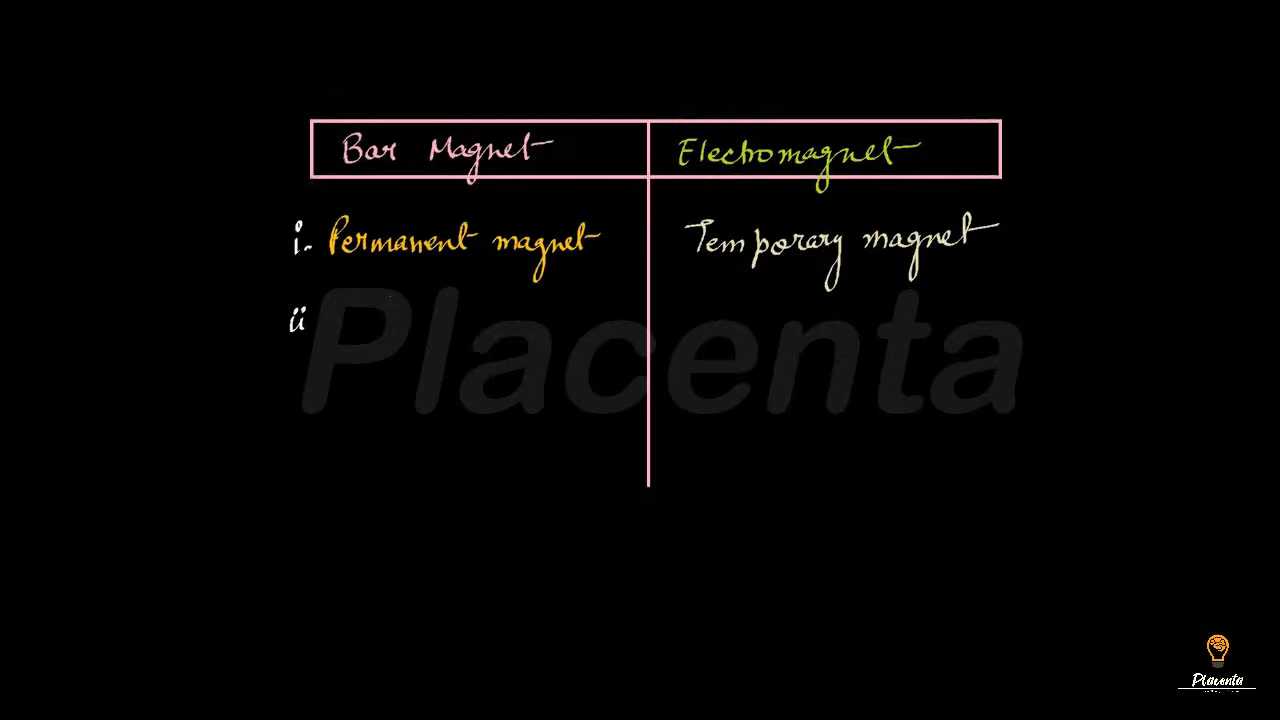 Bar Magnet Electromagnet
i. Permanent magnet Temporary magnet
ii
Placenta
Placenta